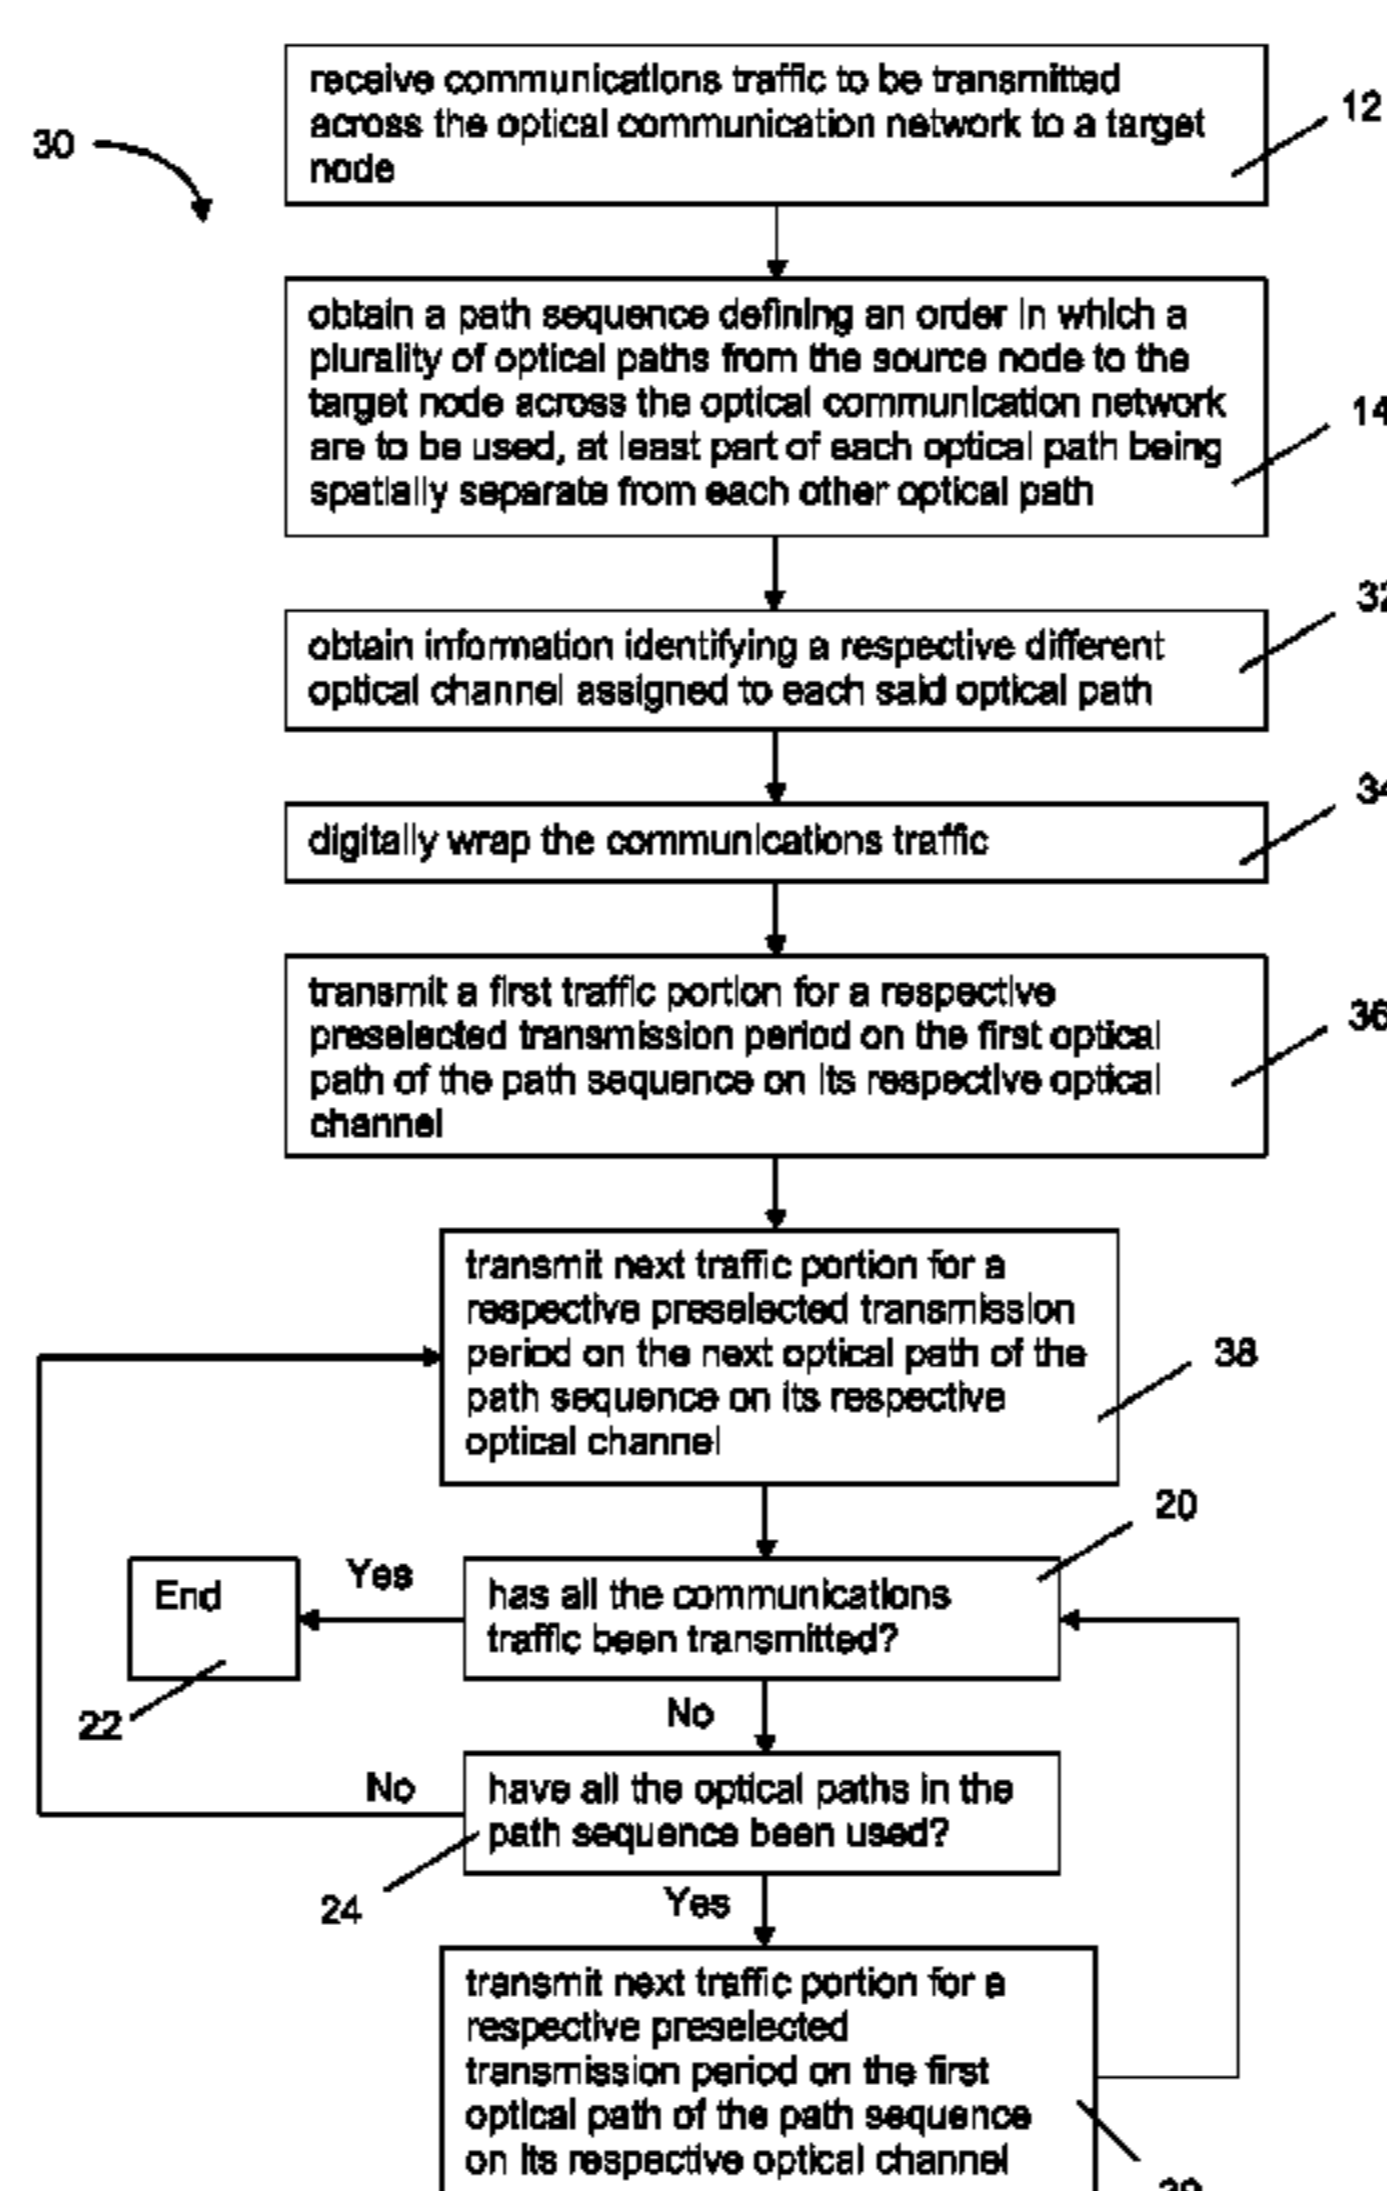 receive communications traffic to be transmitted
across the optical communication network to a target
node
12
30
obtain a path sequence defining an order in which a
plurality of optical paths from the source node to the
target node across the optical communication network
are to be used, at least part of each optical path being
spatially separate from each other optical path
14
32
obtain information identifying a respective different
optical channel assigned to each said optical path
34
digitally wrap the communications traffic
transmit a first traffic portion for a respective
preselected transmission period on the first optical
path of the path sequence on its respective optical
channel
36
transmit next traffic portion for a
respective preselected transmission
period on the next optical path of the
path sequence on its respective
optical channel
38
20
End
Yes
has all the communications
traffic been transmitted?
22
No
No
have all the optical paths in the
path sequence been used?
24
Yes
transmit next traffic portion for a
respective preselected
transmission period on the first
optical path of the path sequence
on its respective optical channel